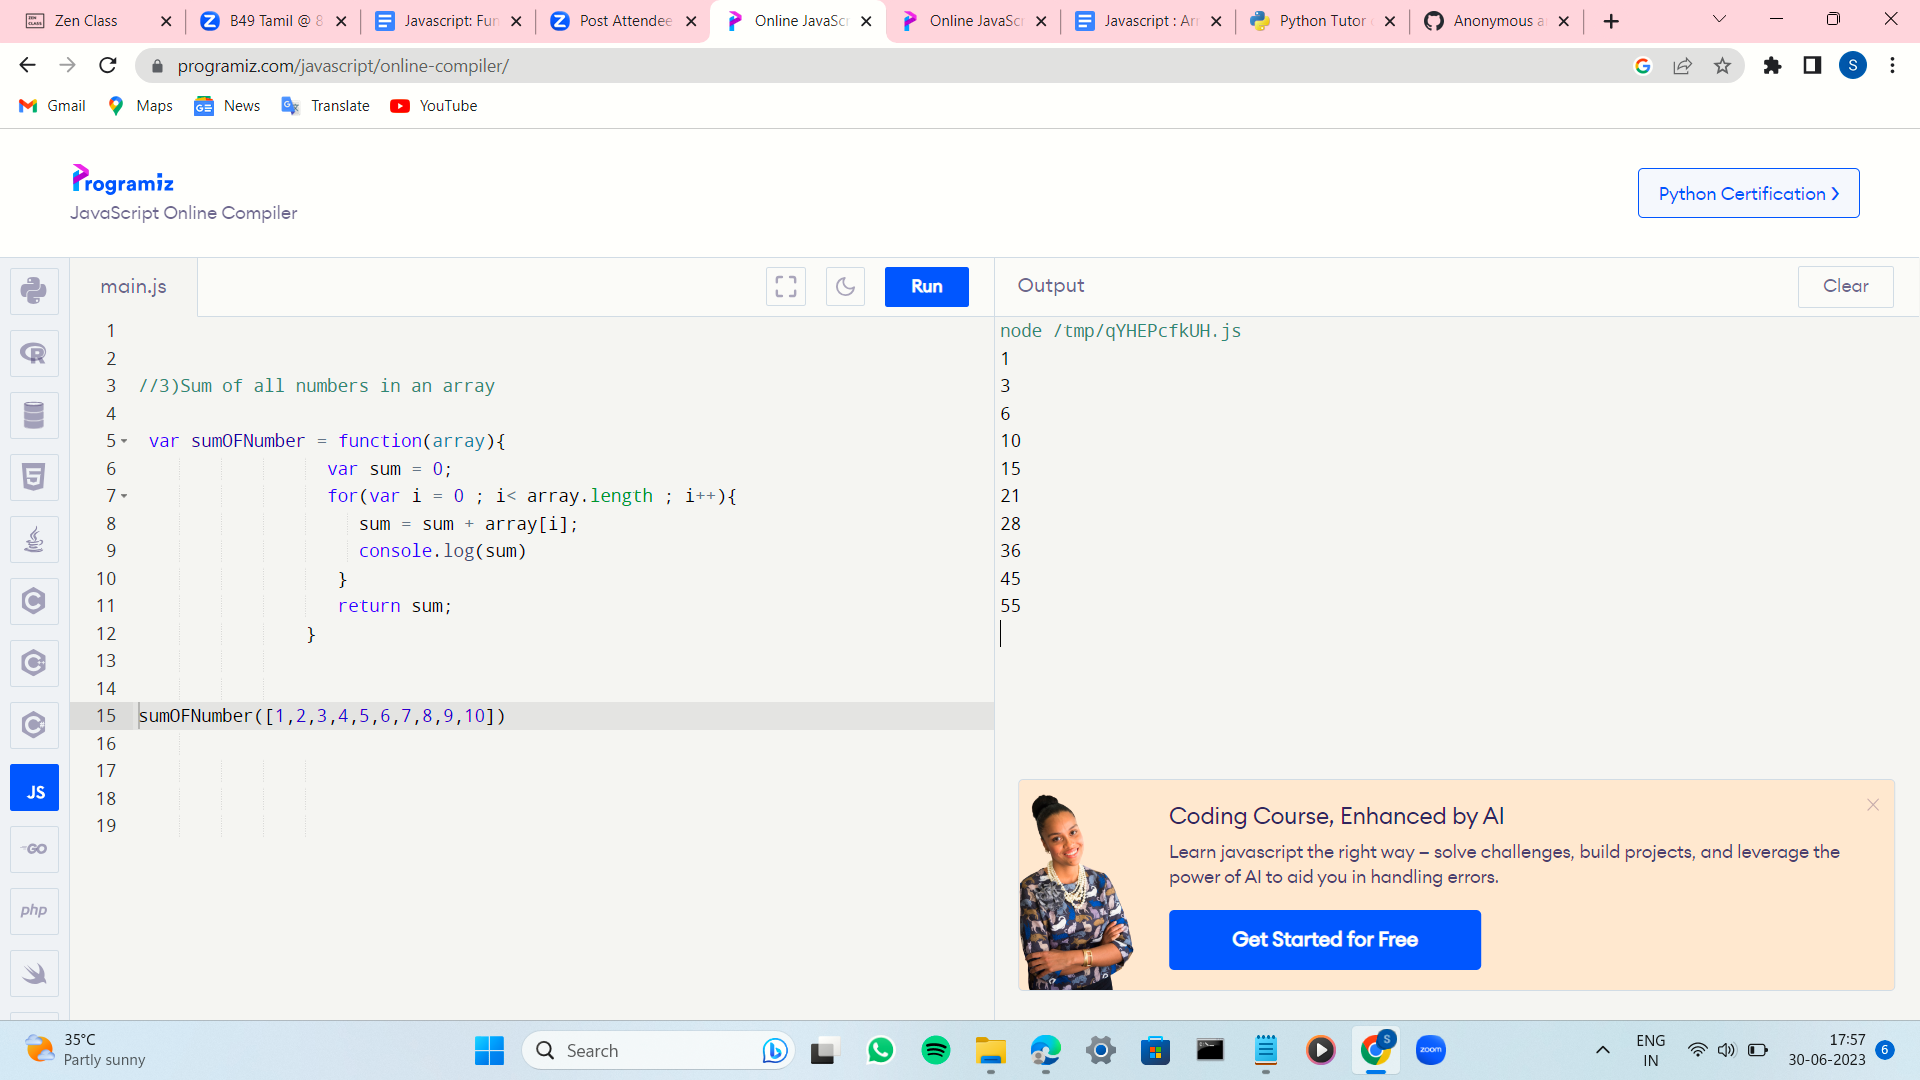 Zen Class
B49 Tamil @ 8
Javascript: Fun
Post Attendee
Online JavaScr
Online JavaScr
Javascript : Arr
Python Tutor
Anonymous a
programiz.com/javascript/online-compiler/
S
Gmail
Maps
News
Translate
YouTube
Programiz
JavaScript Online Compiler
Python Certification
main.js
Run
Output
Clear
1
2
3 //3)Sum of all numbers in an array
4
5 var sumOFNumber = function(array){
6 var sum = 0;
7 for(var i = 0 ; i< array.length ; i++){
8 sum = sum + array[i];
9 console.log(sum)
10 }
11 return sum;
12 }
13
14
15 sumOFNumber([1,2,3,4,5,6,7,8,9,10])
16
17
18
19
node /tmp/qYHEPcfkUH.js
1
3
6
10
15
21
28
36
45
55
JS
GO
php
Coding Course, Enhanced by AI
Learn javascript the right way – solve challenges, build projects, and leverage the
power of AI to aid you in handling errors.
Get Started for Free
35°C
Partly sunny
Search
S
zoom
ENG
IN
17:57
30-06-2023
6